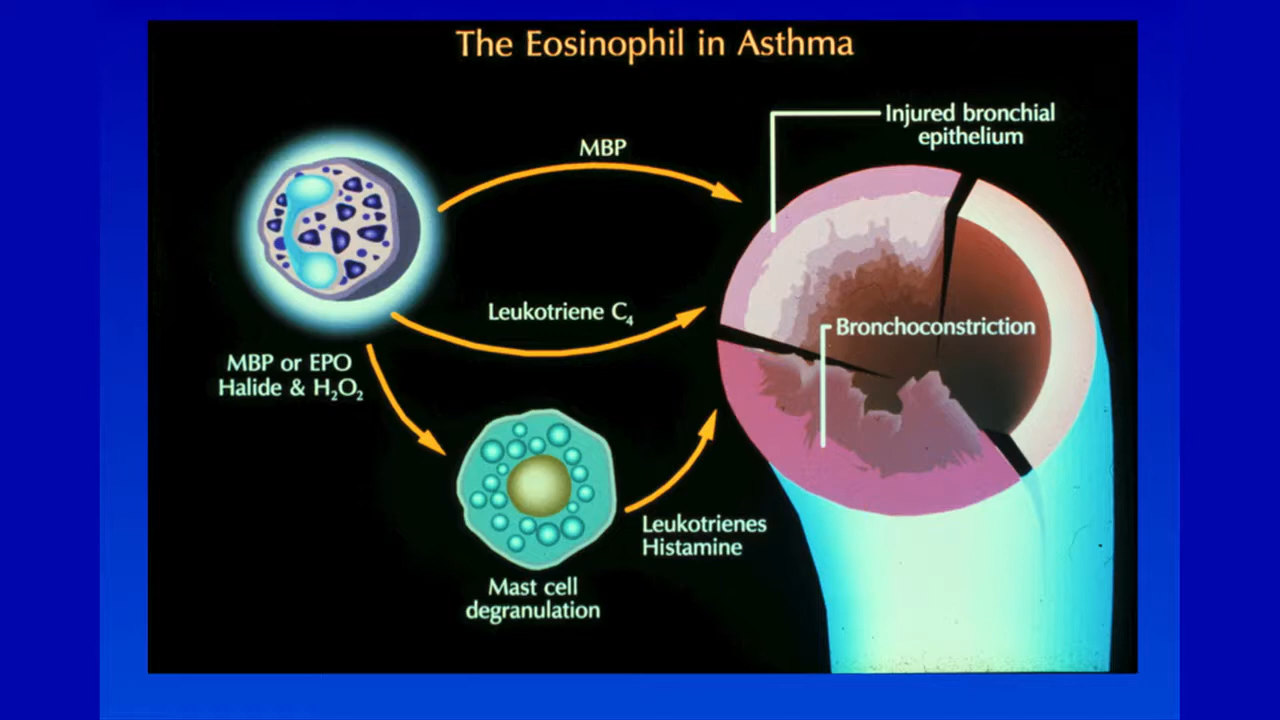 The Eosinophil in Asthma
Injured bronchial
epithelium
MBP
Leukotriene C₄
Bronchoconstriction
MBP or EPO
Halide & H₂O₂
Leukotrienes
Histamine
Mast cell
degranulation